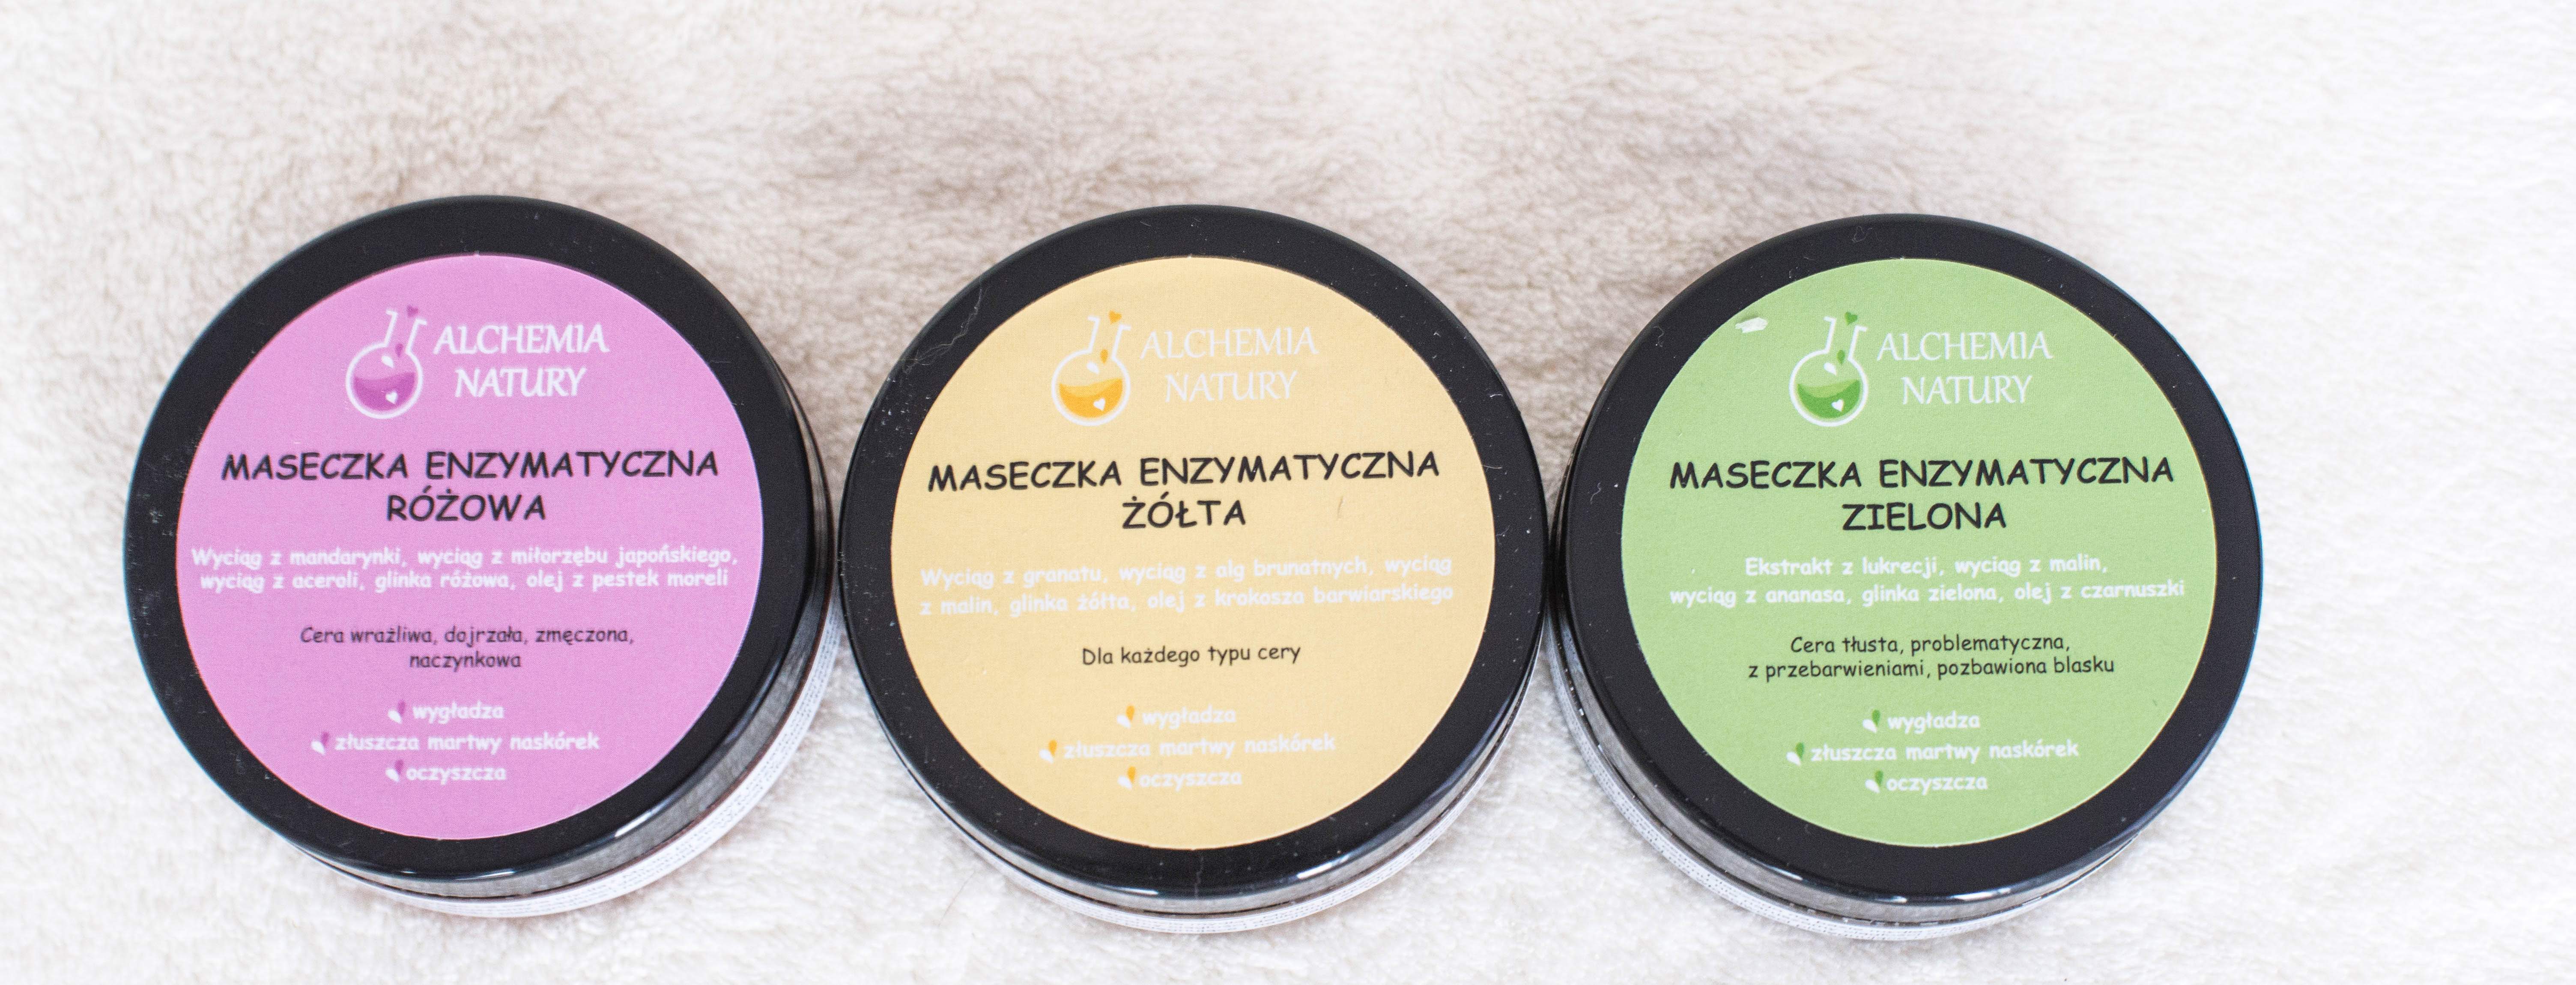 ALCHEMIA
NATURY
MASECZKA ENZYMATYCZNA
RÓŻOWA
Wyciąg z mandarynki, wyciąg z miłorzębu japońskiego,
wyciąg z aceroli, glinka różowa, olej z pestek moreli
Cera wrażliwa, dojrzała, zmęczona,
naczynkowa
wygładza
złuszcza martwy naskórek
oczyszcza
ALCHEMIA
NATURY
MASECZKA ENZYMATYCZNA
ŻÓŁTA
Wyciąg z granatu, wyciąg z alg brunatnych, wyciąg
z malin, glinka żółta, olej z krokosza barwiarskiego
Dla każdego typu cery
wygładza
złuszcza martwy naskórek
oczyszcza
ALCHEMIA
NATURY
MASECZKA ENZYMATYCZNA
ZIELONA
Ekstrakt z lukrecji, wyciąg z malin,
wyciąg z ananasa, glinka zielona, olej z czarnuszki
Cera tłusta, problematyczna,
z przebarwieniami, pozbawiona blasku
wygładza
złuszcza martwy naskórek
oczyszcza